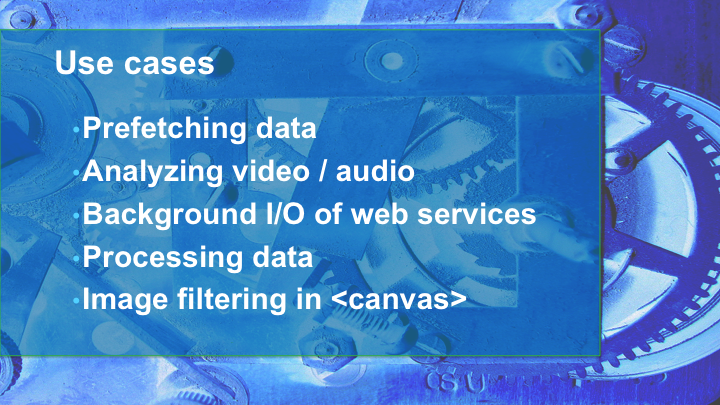 Use cases
•Prefetching data
•Analyzing video / audio
•Background I/O of web services
•Processing data
•Image filtering in <canvas>